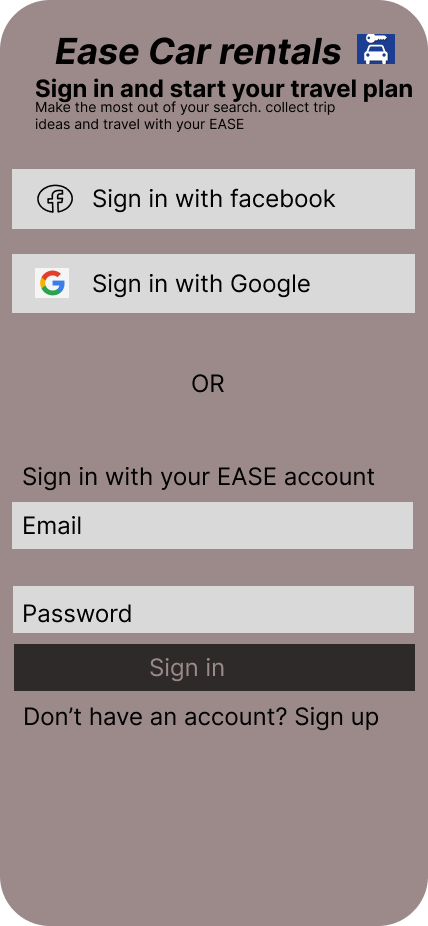 Ease Car rentals
Sign in and start your travel plan
Make the most out of your search. collect trip
ideas and travel with your EASE
Sign in with facebook
Sign in with Google
OR
Sign in with your EASE account
Email
Password
Sign in
Don’t have an account? Sign up